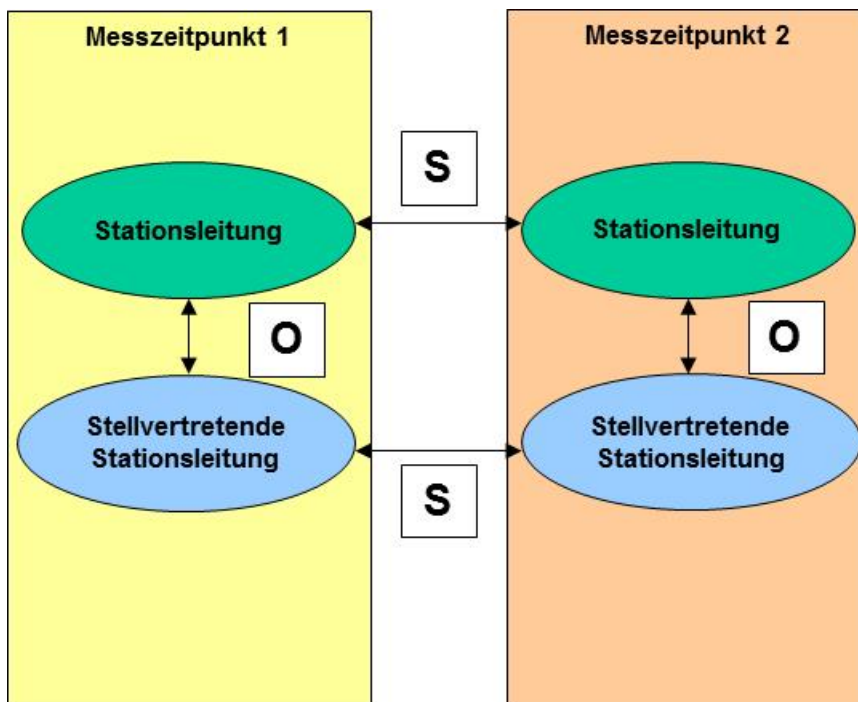 Messzeitpunkt 1
Messzeitpunkt 2
S
Stationsleitung
Stationsleitung
O
O
Stellvertretende
Stationsleitung
Stellvertretende
Stationsleitung
S